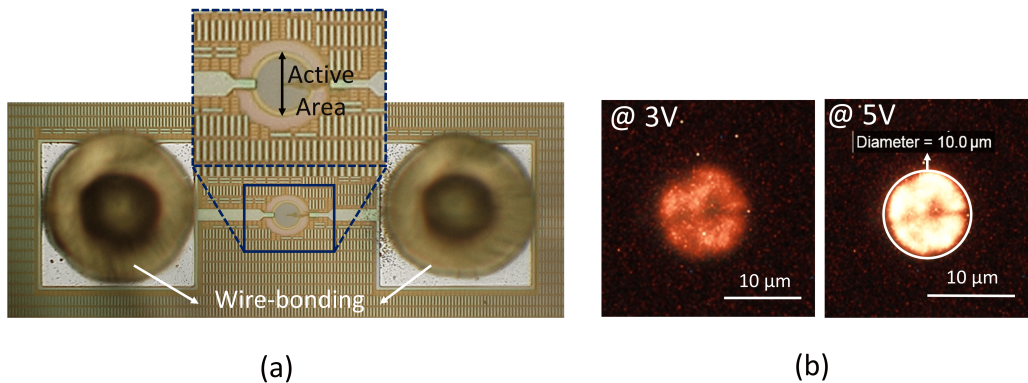 Active
Area
Wire-bonding
(a)
@ 3V
10 μm
@ 5V
Diameter = 10.0 μm
10 μm
(b)